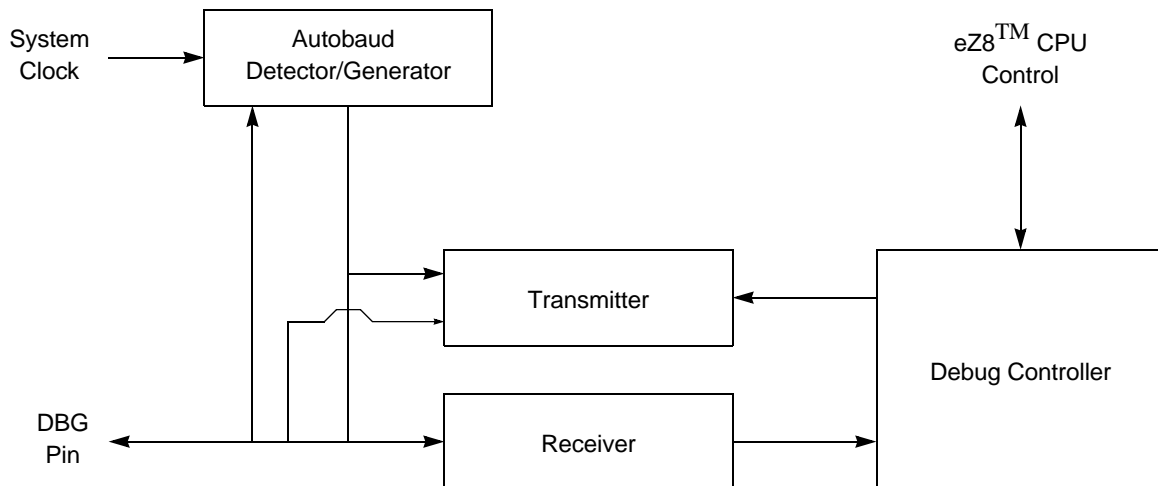 System
Clock
Autobaud
Detector/Generator
eZ8™ CPU
Control
Transmitter
Debug Controller
DBG
Pin
Receiver